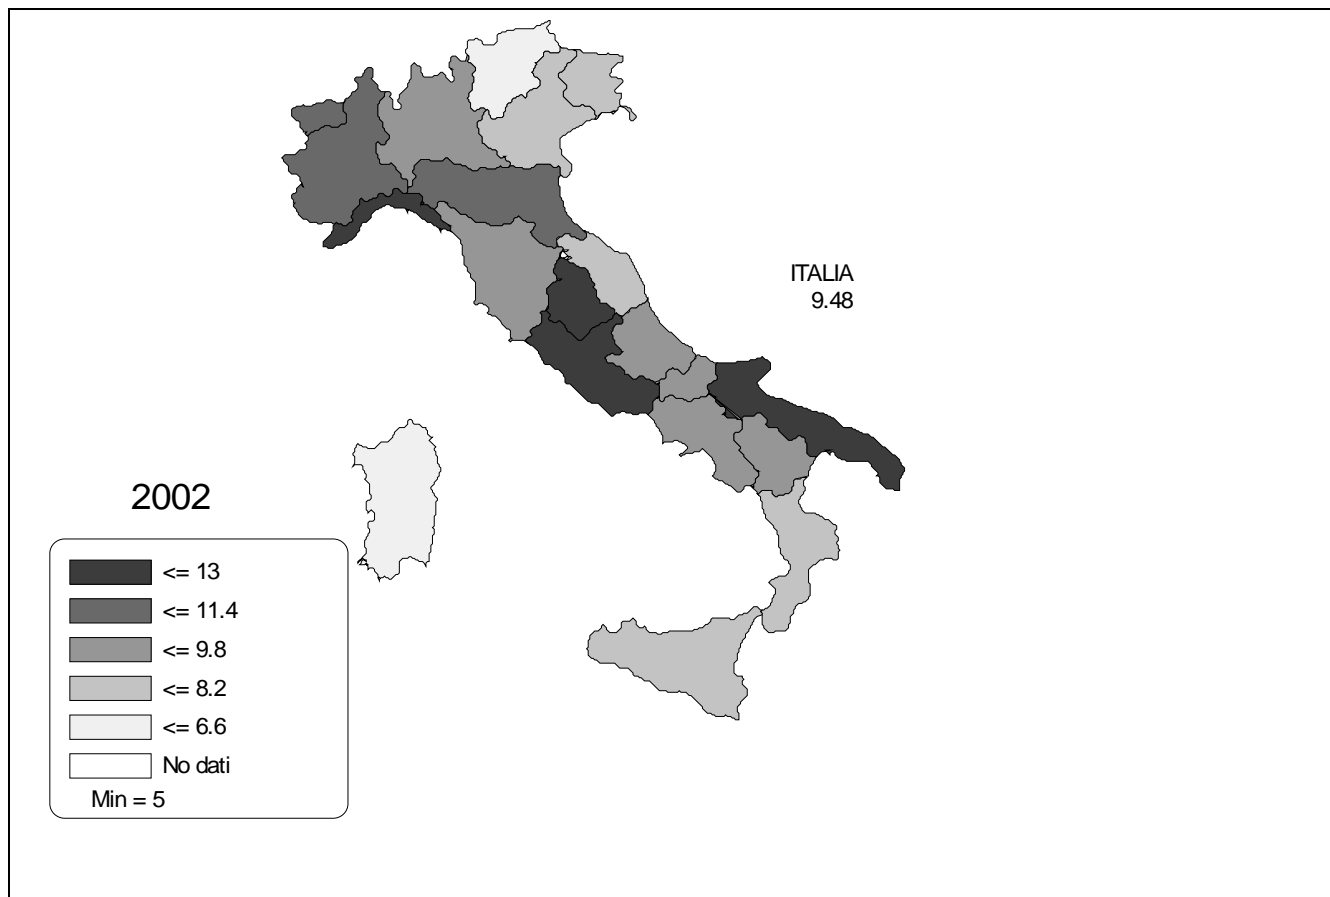 ITALIA
9.48
2002
<= 13
<= 11.4
<= 9.8
<= 8.2
<= 6.6
No dati
Min = 5